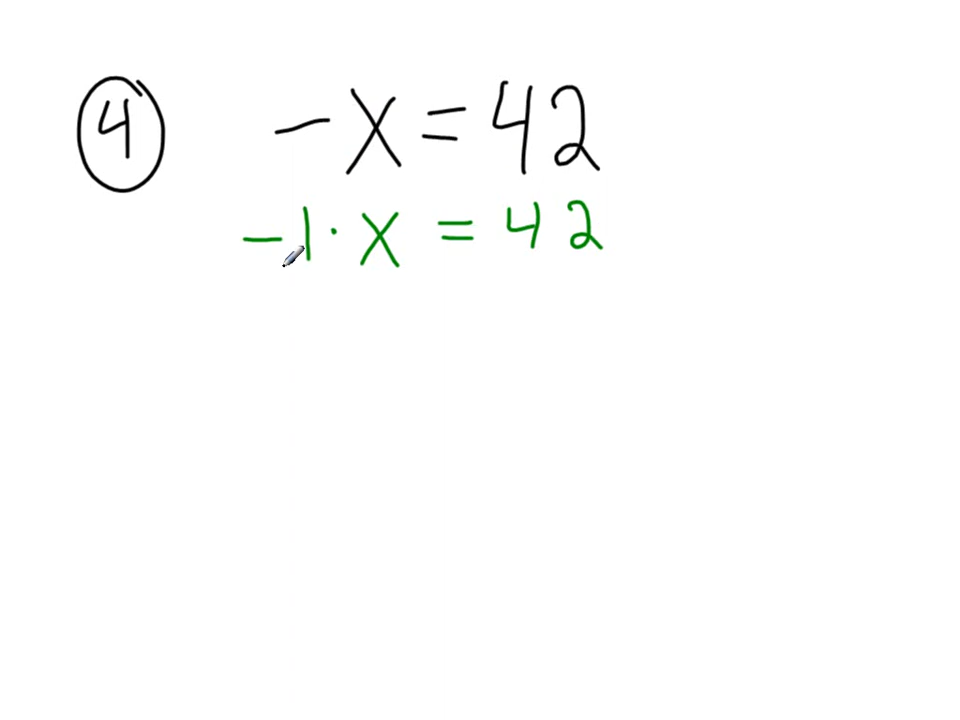 4 -x = 42
-1 · x = 42